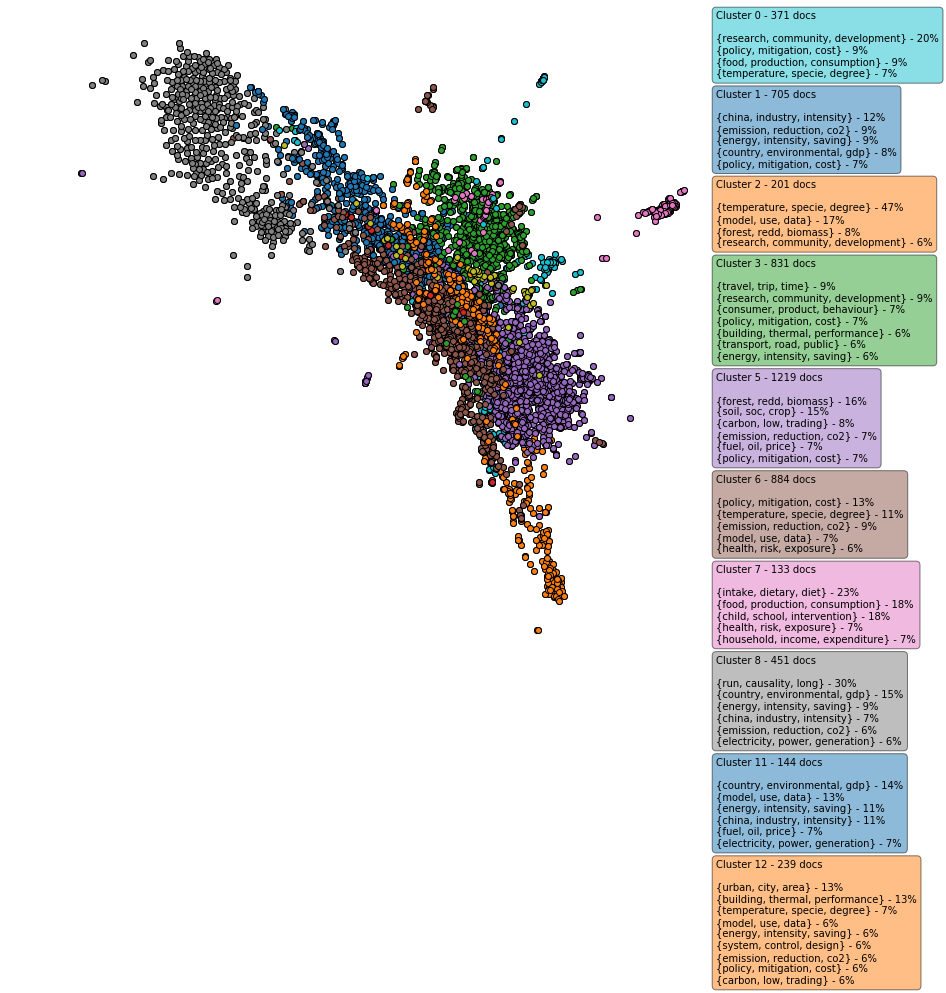 Cluster 0 - 371 docs
{research, community, development} - 20%
{policy, mitigation, cost} - 9%
{food, production, consumption} - 9%
{temperature, specie, degree} - 7%
Cluster 1 - 705 docs
{china, industry, intensity} - 12%
{emission, reduction, co2} - 9%
{energy, intensity, saving} - 9%
{country, environmental, gdp} - 8%
{policy, mitigation, cost} - 7%
Cluster 2 - 201 docs
{temperature, specie, degree} - 47%
{model, use, data} - 17%
{forest, redd, biomass} - 8%
{research, community, development} - 6%
Cluster 3 - 831 docs
{travel, trip, time} - 9%
{research, community, development} - 9%
{consumer, product, behaviour} - 7%
{policy, mitigation, cost} - 7%
{building, thermal, performance} - 6%
{transport, road, public} - 6%
{energy, intensity, saving} - 6%
Cluster 5 - 1219 docs
{forest, redd, biomass} - 16%
{soil, soc, crop} - 15%
{carbon, low, trading} - 8%
{emission, reduction, co2} - 7%
{fuel, oil, price} - 7%
{policy, mitigation, cost} - 7%
Cluster 6 - 884 docs
{policy, mitigation, cost} - 13%
{temperature, specie, degree} - 11%
{emission, reduction, co2} - 9%
{model, use, data} - 7%
{health, risk, exposure} - 6%
Cluster 7 - 133 docs
{intake, dietary, diet} - 23%
{food, production, consumption} - 18%
{child, school, intervention} - 18%
{health, risk, exposure} - 7%
{household, income, expenditure} - 7%
Cluster 8 - 451 docs
{run, causality, long} - 30%
{country, environmental, gdp} - 15%
{energy, intensity, saving} - 9%
{china, industry, intensity} - 7%
{emission, reduction, co2} - 6%
{electricity, power, generation} - 6%
Cluster 11 - 144 docs
{country, environmental, gdp} - 14%
{model, use, data} - 13%
{energy, intensity, saving} - 11%
{china, industry, intensity} - 11%
{fuel, oil, price} - 7%
{electricity, power, generation} - 7%
Cluster 12 - 239 docs
{urban, city, area} - 13%
{building, thermal, performance} - 13%
{temperature, specie, degree} - 7%
{model, use, data} - 6%
{energy, intensity, saving} - 6%
{system, control, design} - 6%
{emission, reduction, co2} - 6%
{policy, mitigation, cost} - 6%
{carbon, low, trading} - 6%